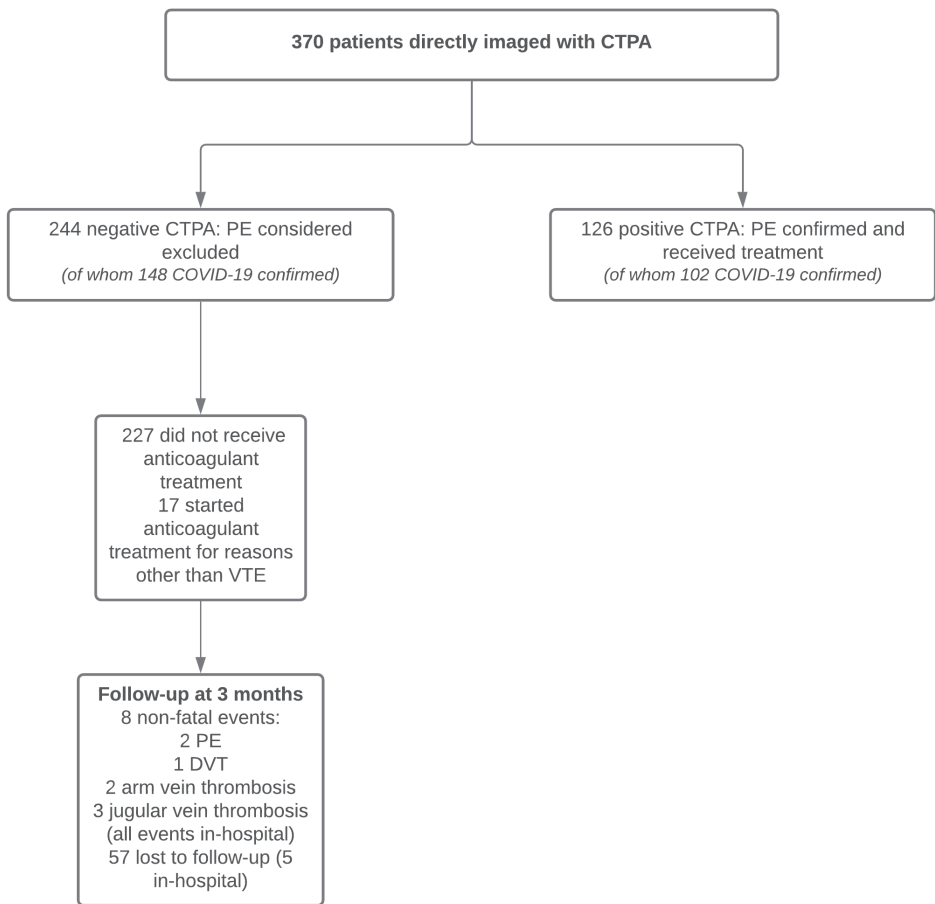 370 patients directly imaged with CTPA
244 negative CTPA: PE considered
excluded
(of whom 148 COVID-19 confirmed)
126 positive CTPA: PE confirmed and
received treatment
(of whom 102 COVID-19 confirmed)
227 did not receive
anticoagulant
treatment
17 started
anticoagulant
treatment for reasons
other than VTE
Follow-up at 3 months
8 non-fatal events:
2 PE
1 DVT
2 arm vein thrombosis
3 jugular vein thrombosis
(all events in-hospital)
57 lost to follow-up (5
in-hospital)